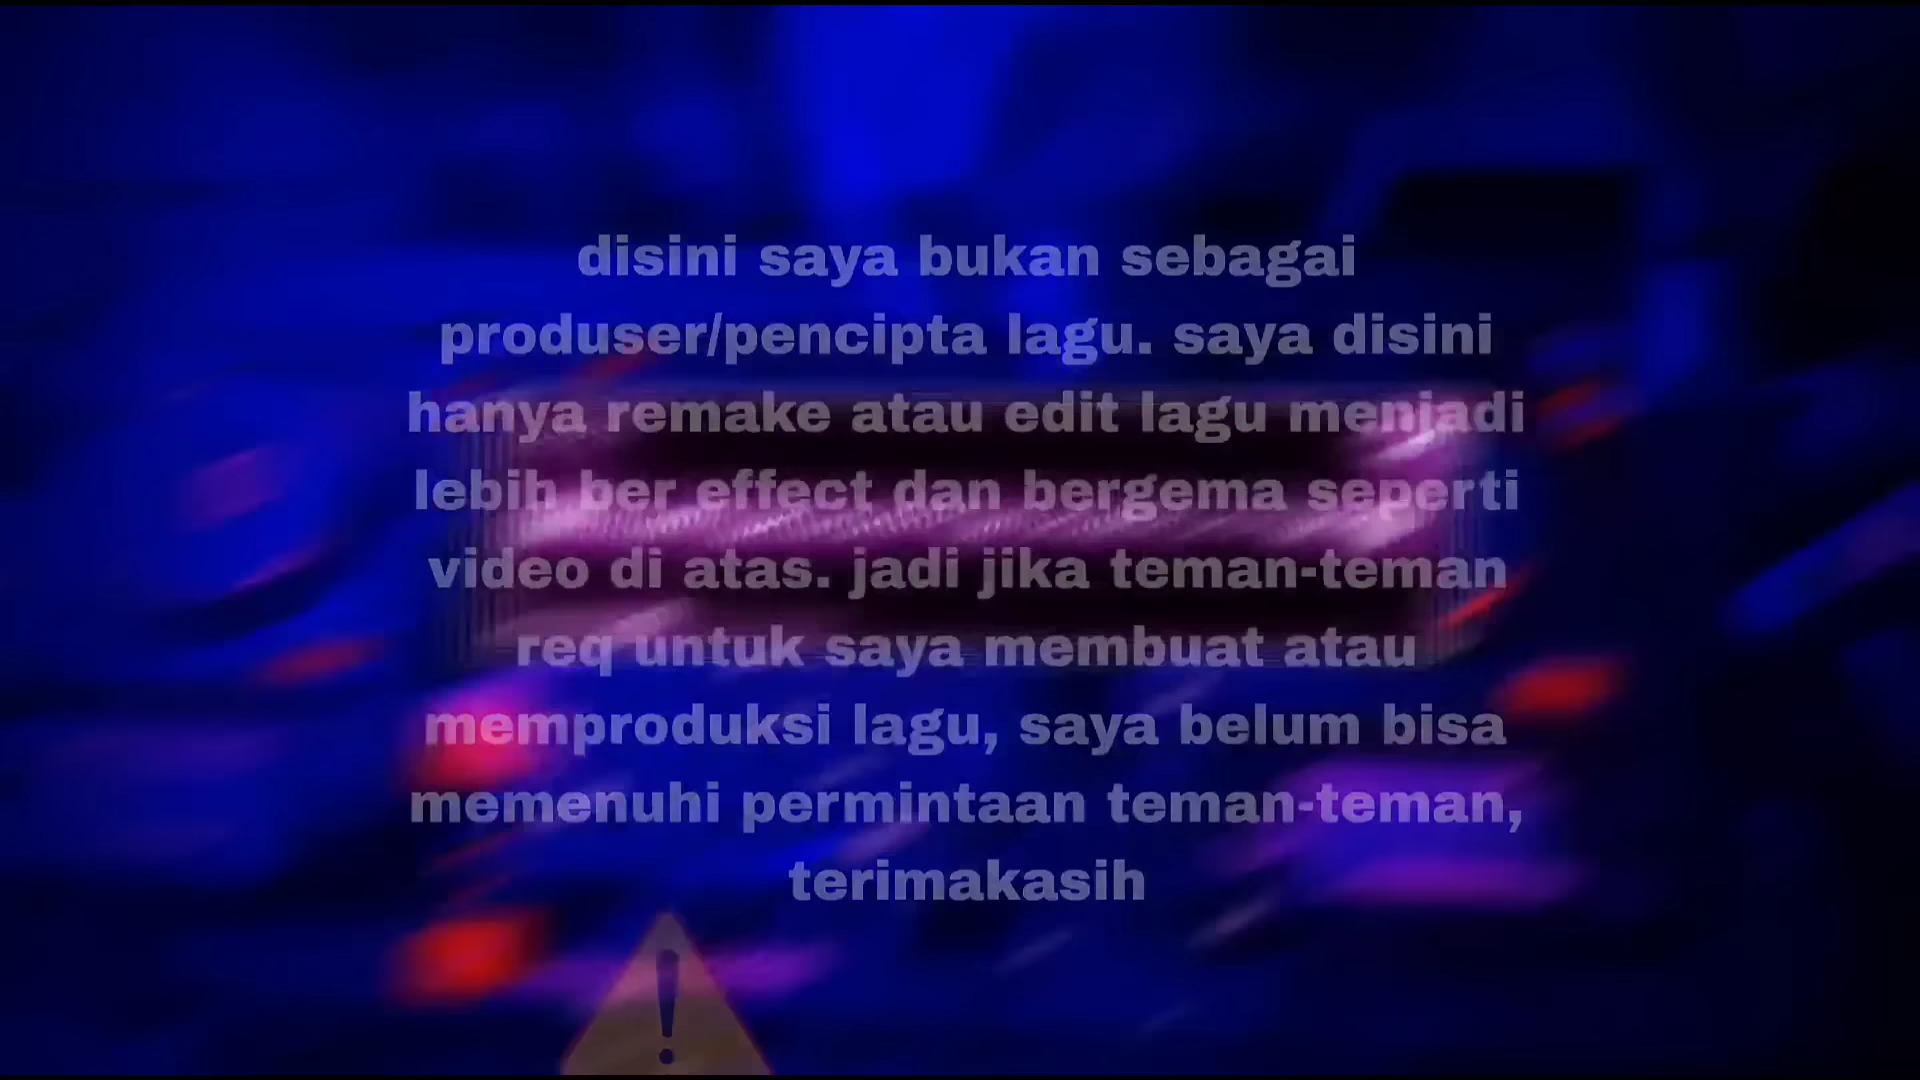 disini saya bukan sebagai
produser/pencipta lagu. saya disini
hanya remake atau edit lagu menjadi
lebih ber effect dan bergema seperti
video di atas. jadi jika teman-teman
req untuk saya membuat atau
memproduksi lagu, saya belum bisa
memenuhi permintaan teman-teman,
terimakasih
!